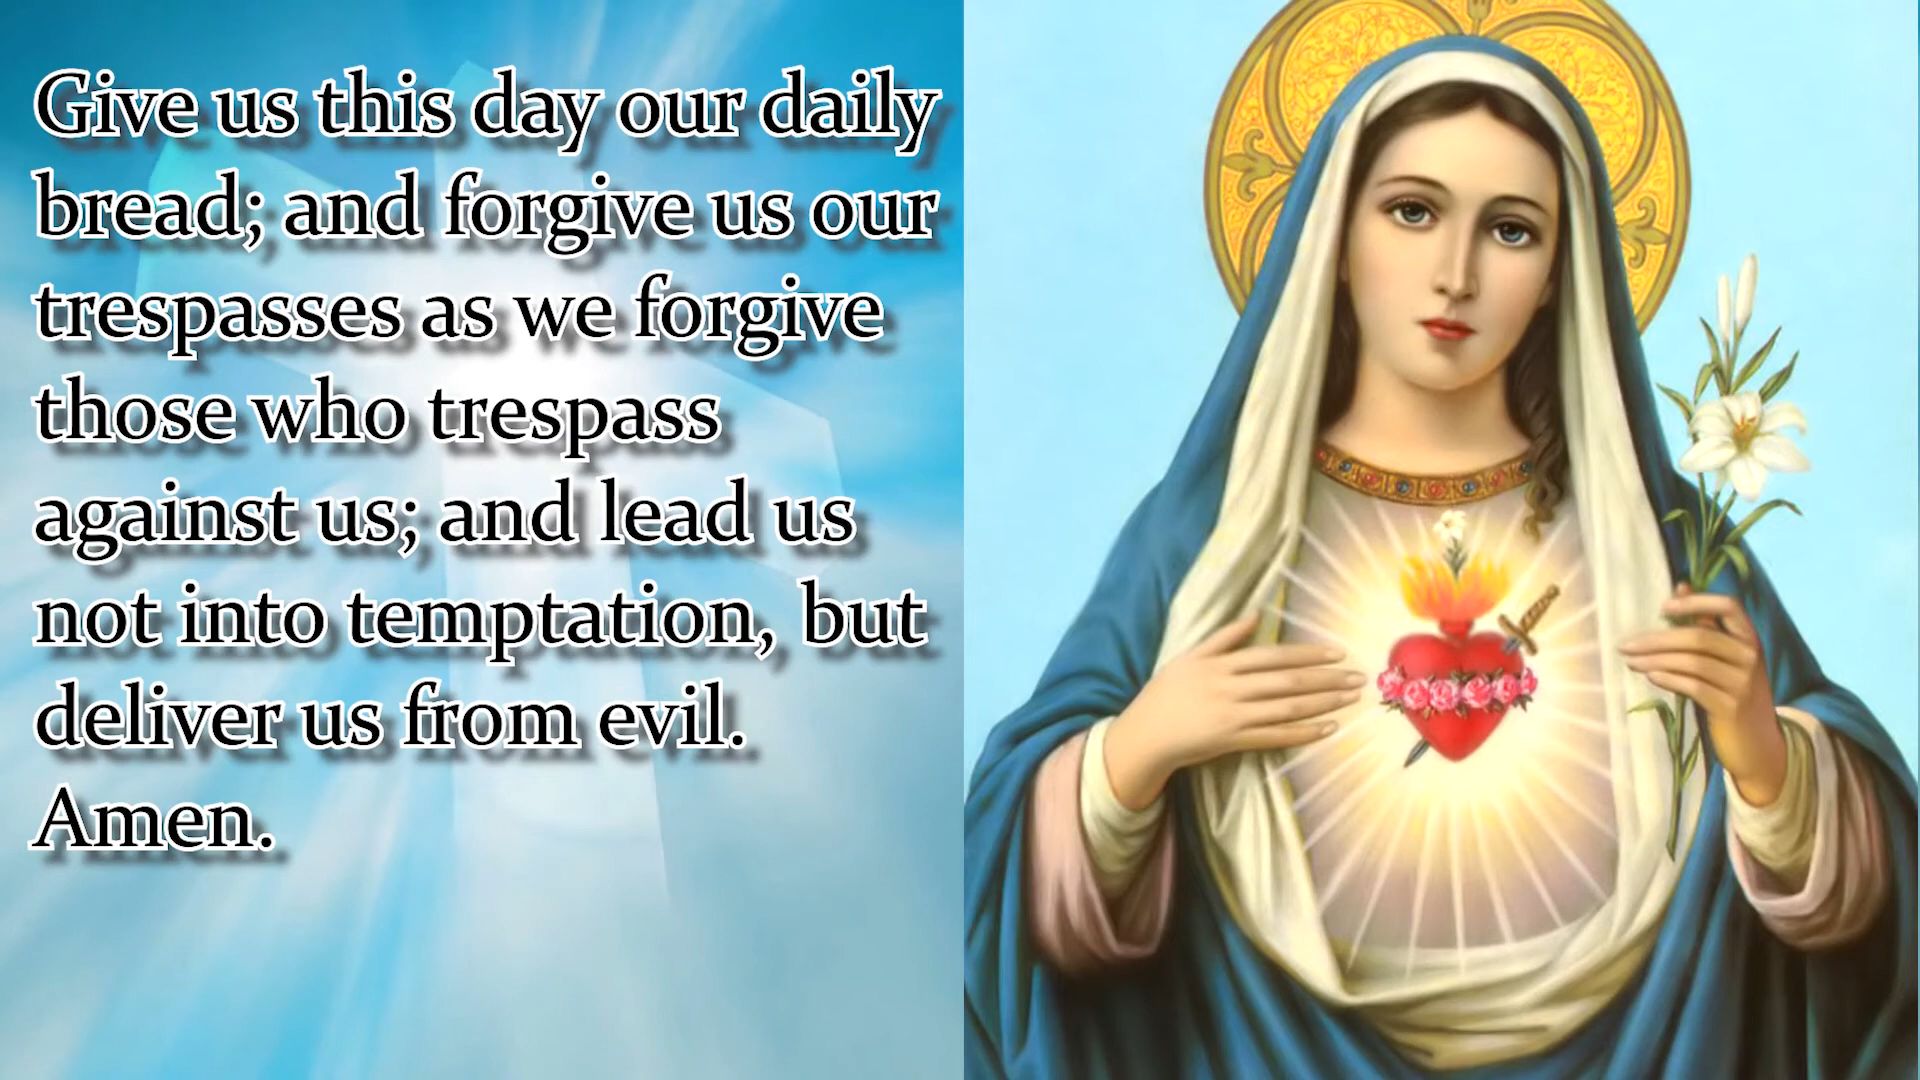 Give us this day our daily
bread; and forgive us our
trespasses as we forgive
those who trespass
against us; and lead us
not into temptation, but
deliver us from evil.
Amen.